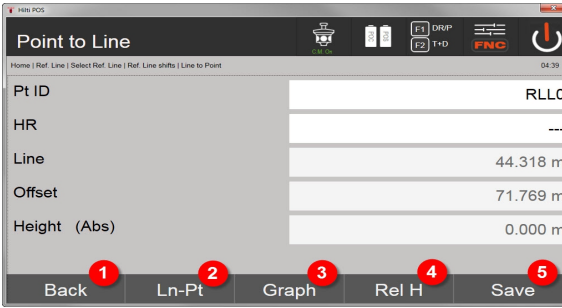 Hilti POS
Point to Line
C.M. On
POC
POS
F1 DR/P
F2 T+D
FNC
Home | Ref. Line | Select Ref. Line | Ref. Line shifts | Line to Point
04:39
Pt ID
RLL0
HR
---
Line
44.318 m
Offset
71.769 m
Height (Abs)
0.000 m
1 2 3 4 5
Back Ln-Pt Graph Rel H Save